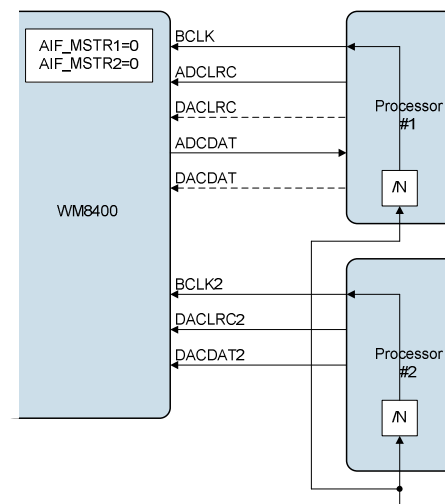 AIF_MSTR1=0
AIF_MSTR2=0
WM8400
BCLK
ADCLRC
DACLRC
ADCDAT
DACDAT
Processor
#1
/N
BCLK2
DACLRC2
DACDAT2
Processor
#2
/N